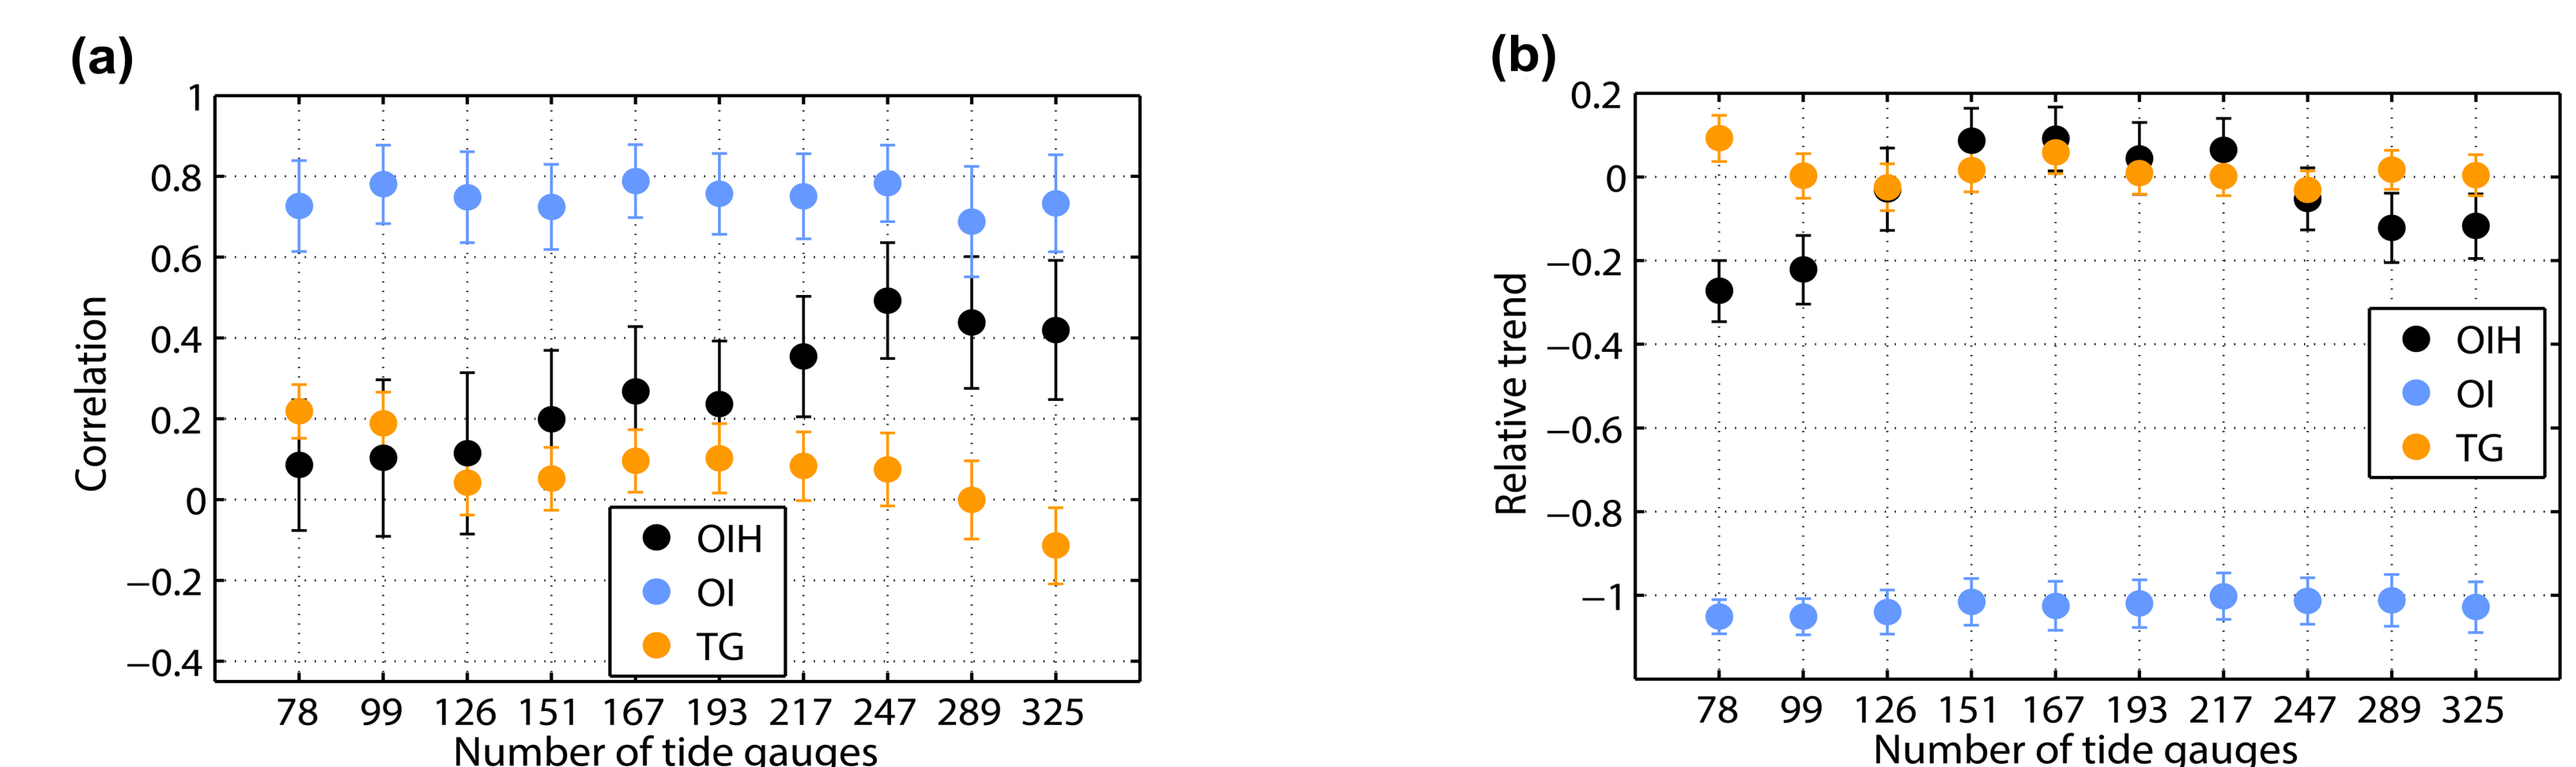 (a)
Correlation
1
0.8
0.6
0.4
0.2
0
−0.2
−0.4
78 99 126 151 167 193 217 247 289 325
Number of tide gauges
OIH
OI
TG
(b)
Relative trend
0.2
0
−0.2
−0.4
−0.6
−0.8
−1
78 99 126 151 167 193 217 247 289 325
Number of tide gauges
OIH
OI
TG